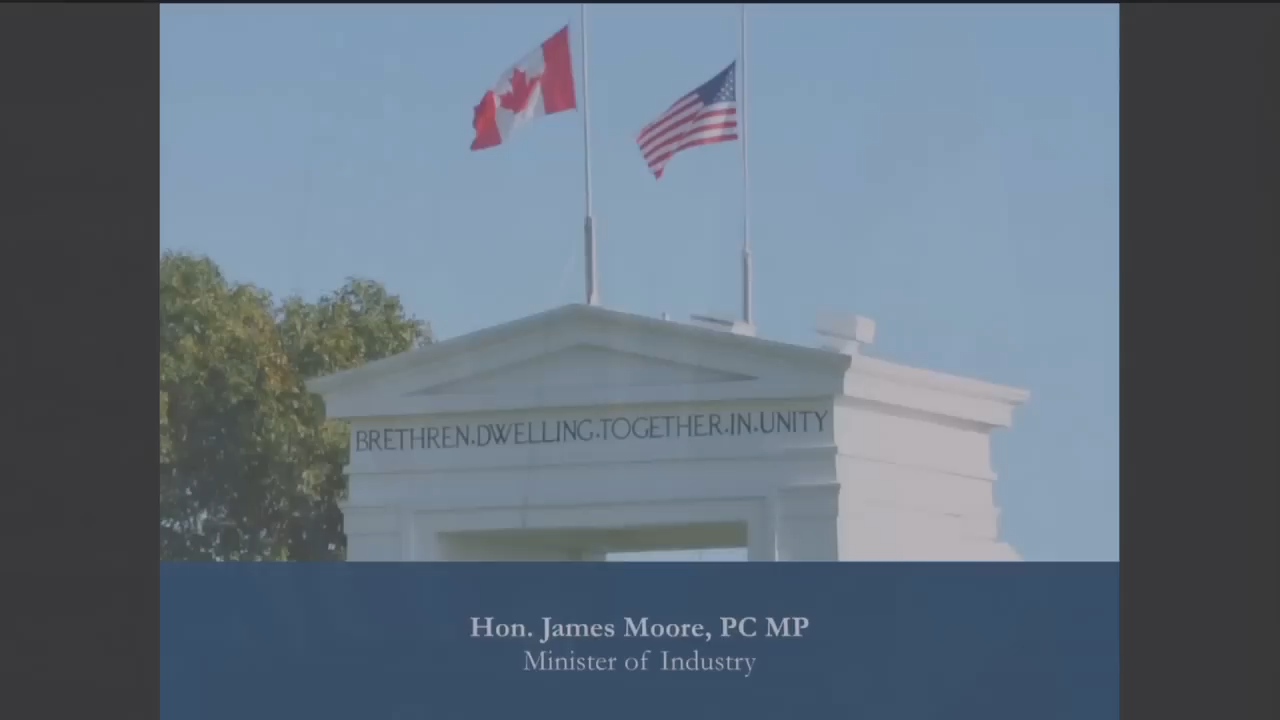 BRETHREN·DWELLING·TOGETHER·IN·UNITY
Hon. James Moore, PC MP
Minister of Industry